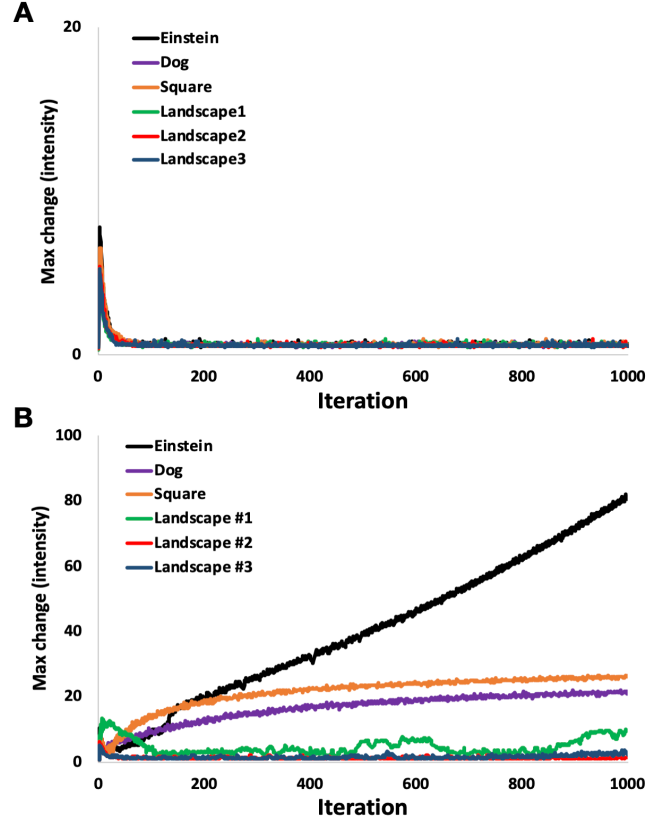 A
20
Max change (intensity)
Einstein
Dog
Square
Landscape1
Landscape2
Landscape3
0
0 200 400 600 800 1000
Iteration
B
100
80
60
40
20
0
Max change (intensity)
Einstein
Dog
Square
Landscape #1
Landscape #2
Landscape #3
0 200 400 600 800 1000
Iteration